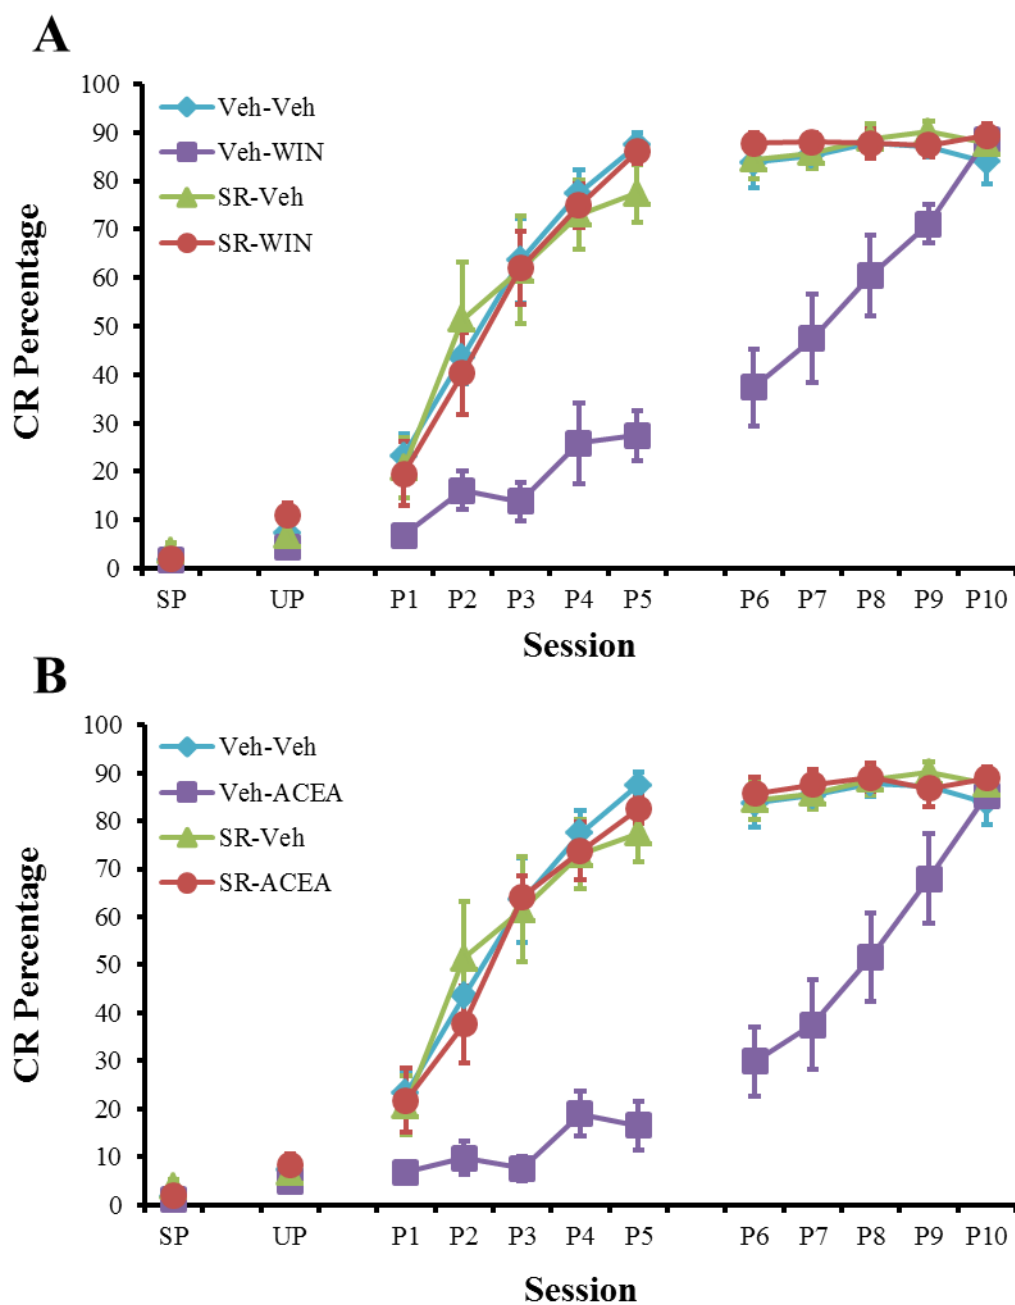 A
100
90
80
70
60
50
40
30
20
10
0
CR Percentage
Veh-Veh
Veh-WIN
SR-Veh
SR-WIN
SP UP P1 P2 P3 P4 P5 P6 P7 P8 P9 P10
Session
B
100
90
80
70
60
50
40
30
20
10
0
CR Percentage
Veh-Veh
Veh-ACEA
SR-Veh
SR-ACEA
SP UP P1 P2 P3 P4 P5 P6 P7 P8 P9 P10
Session